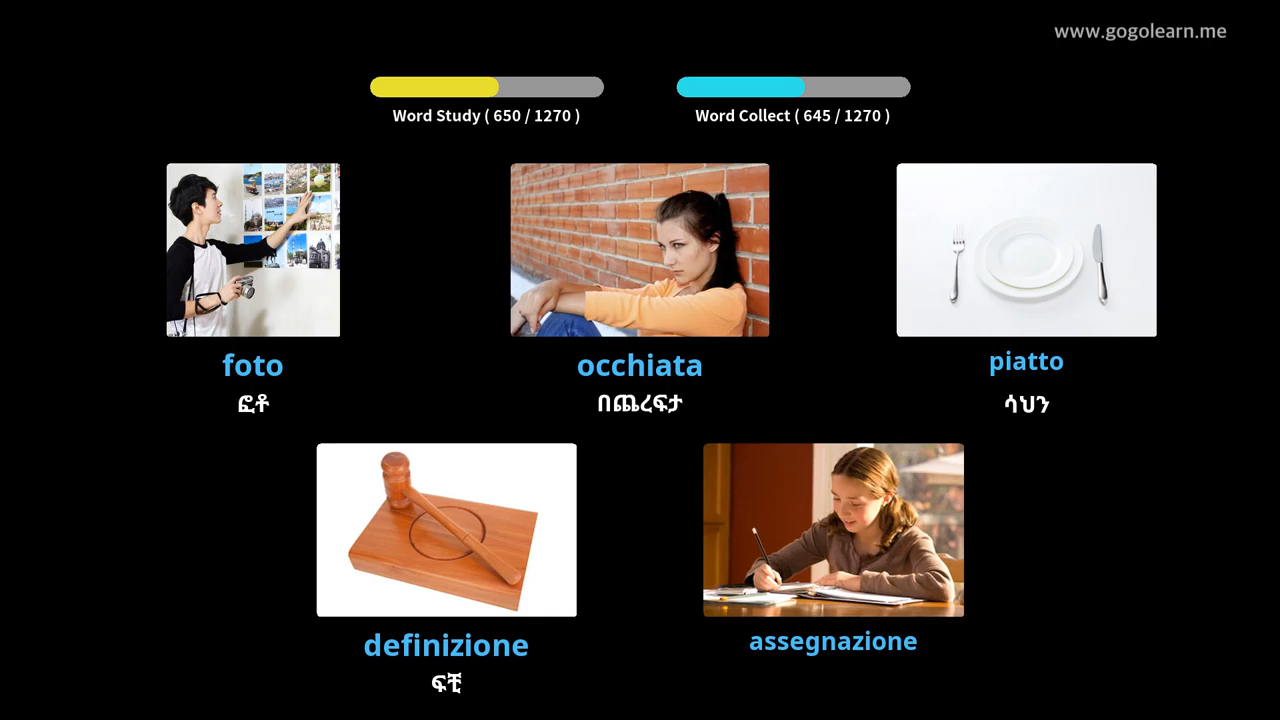 www.gogolearn.me
Word Study ( 650 / 1270 )
Word Collect ( 645 / 1270 )
foto
ፎቶ
occhiata
በጨረፍታ
piatto
ሳህን
definizione
ፍቺ
assegnazione